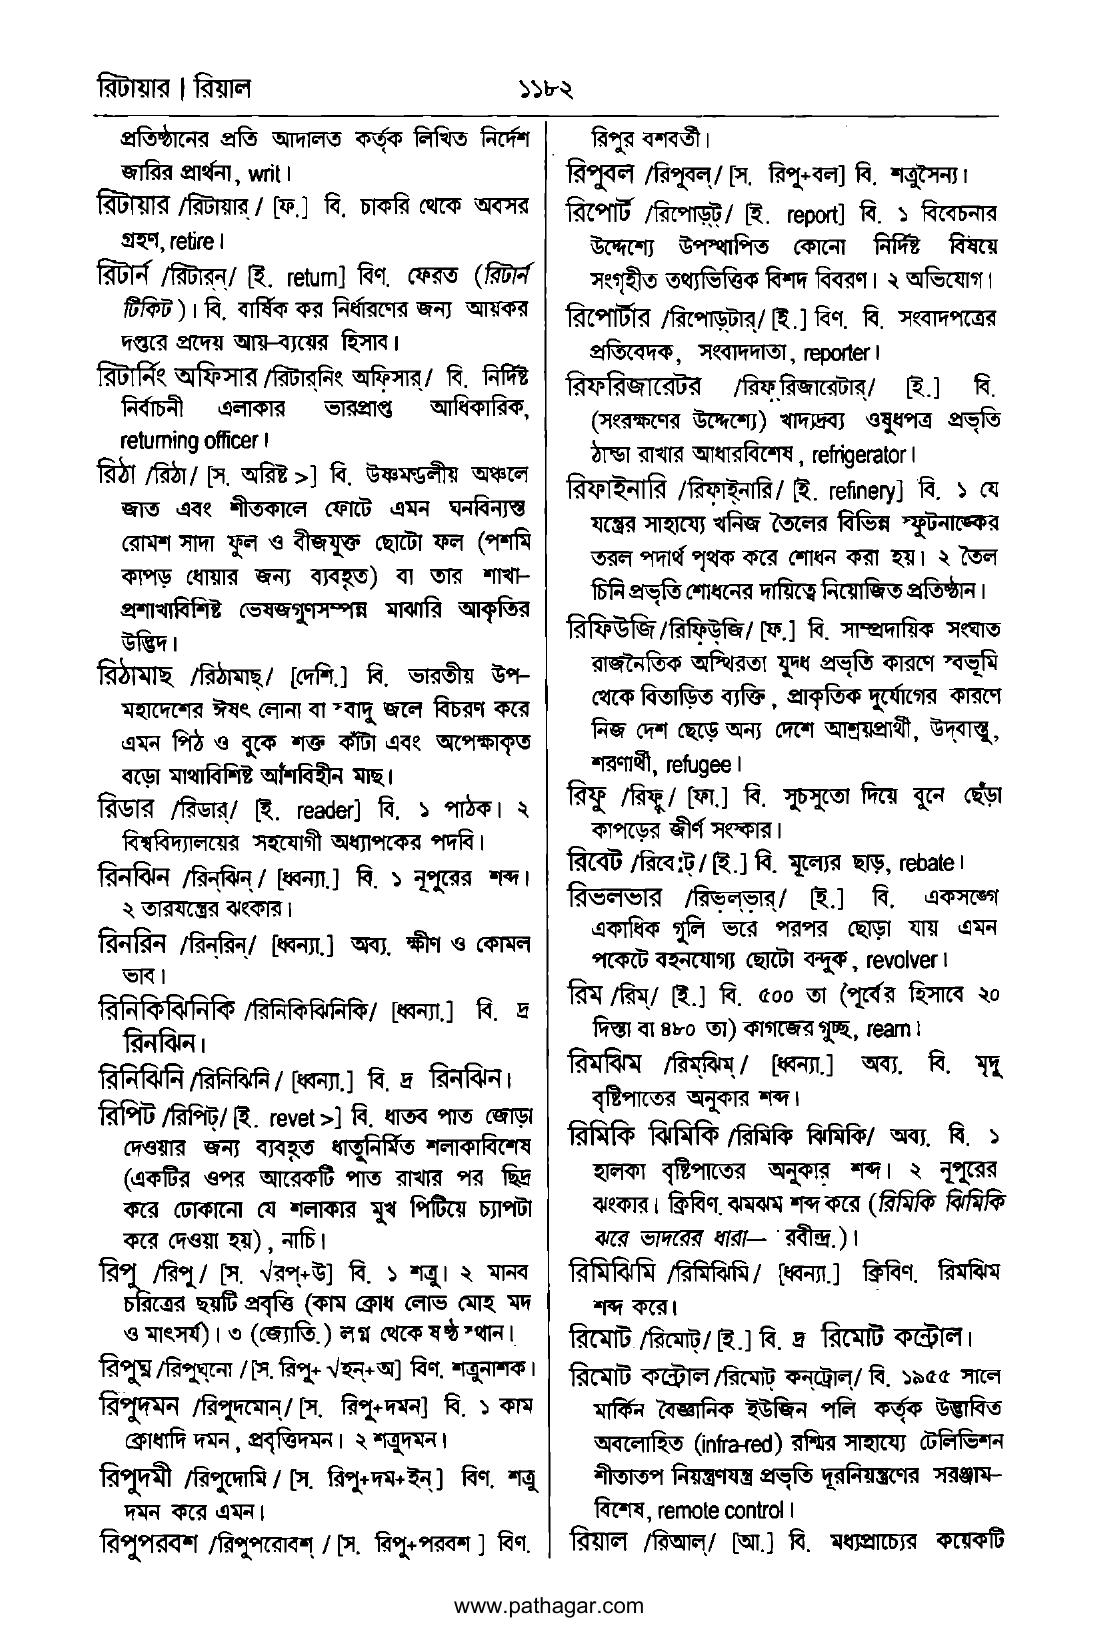 রিটায়ার | রিয়াল
১১৮২
প্রতিষ্ঠানের প্রতি আদালত কর্তৃক লিখিত নির্দেশ
জারির প্রার্থনা, writ।
রিটায়ার /রিটায়ার্/ [ফ.] বি. চাকরি থেকে অবসর
গ্রহণ, retire।
রিটার্ন /রিটার্‌ন্/ [ই. return] বিণ. ফেরত (রিটার্ন
টিকিট)। বি. বার্ষিক কর নির্ধারণের জন্য আয়কর
দপ্তরে প্রদেয় আয়-ব্যয়ের হিসাব।
রিটার্নিং অফিসার /রিটার্‌নিং অফিসার্/ বি. নির্দিষ্ট
নির্বাচনী এলাকার ভারপ্রাপ্ত আধিকারিক,
returning officer।
রিঠা /রিঠা/ [স. অরিষ্ট >] বি. উষ্ণমণ্ডলীয় অঞ্চলে
জাত এবং শীতকালে ফোটে এমন ঘনবিন্যস্ত
রোমশ সাদা ফুল ও বীজযুক্ত ছোটো ফল (পশমি
কাপড় ধোয়ার জন্য ব্যবহৃত) বা তার শাখা-
প্রশাখাবিশিষ্ট ভেষজগুণসম্পন্ন মাঝারি আকৃতির
উদ্ভিদ।
রিঠামাছ /রিঠামাছ্/ [দেশি.] বি. ভারতীয় উপ-
মহাদেশের ঈষৎ লোনা বা স্বাদু জলে বিচরণ করে
এমন পিঠ ও বুকে শক্ত কাঁটা এবং অপেক্ষাকৃত
বড়ো মাথাবিশিষ্ট আঁশবিহীন মাছ।
রিডার /রিডার্/ [ই. reader] বি. ১ পাঠক। ২
বিশ্ববিদ্যালয়ের সহযোগী অধ্যাপকের পদবি।
রিনঝিন /রিন্‌ঝিন্/ [ধ্বন্যা.] বি. ১ নূপুরের শব্দ।
২ তারযন্ত্রের ঝংকার।
রিনরিন /রিন্‌রিন্/ [ধ্বন্যা.] অব্য. ক্ষীণ ও কোমল
ভাব।
রিনিকিঝিনিকি /রিনিকিঝিনিকি/ [ধ্বন্যা.] বি. দ্র
রিনঝিন।
রিনিঝিনি /রিনিঝিনি/ [ধ্বন্যা.] বি. দ্র রিনঝিন।
রিপিট /রিপিট্/ [ই. revet >] বি. ধাতব পাত জোড়া
দেওয়ার জন্য ব্যবহৃত ধাতুনির্মিত শলাকাবিশেষ
(একটির ওপর আরেকটি পাত রাখার পর ছিদ্র
করে ঢোকানো যে শলাকার মুখ পিটিয়ে চ্যাপটা
করে দেওয়া হয়), নাচি।
রিপু /রিপু/ [স. √রপ্+উ] বি. ১ শত্রু। ২ মানব
চরিত্রের ছয়টি প্রবৃত্তি (কাম ক্রোধ লোভ মোহ মদ
ও মাৎসর্য)। ৩ (জ্যোতি.) লগ্ন থেকে ষষ্ঠ স্থান।
রিপুঘ্ন /রিপুঘ্‌নো/ [স. রিপু+√হন্+অ] বিণ. শত্রুনাশক।
রিপুদমন /রিপুদমোন্/ [স. রিপু+দমন] বি. ১ কাম
ক্রোধাদি দমন, প্রবৃত্তিদমন। ২ শত্রুদমন।
রিপুদমী /রিপুদোমি/ [স. রিপু+দম+ইন্] বিণ. শত্রু
দমন করে এমন।
রিপুপরবশ /রিপুপরোবশ্/ [স. রিপু+পরবশ] বিণ.
রিপুর বশবর্তী।
রিপুবল /রিপুবল্/ [স. রিপু+বল] বি. শত্রুসৈন্য।
রিপোর্ট /রিপোর্ট্/ [ই. report] বি. ১ বিবেচনার
উদ্দেশ্যে উপস্থাপিত কোনো নির্দিষ্ট বিষয়ে
সংগৃহীত তথ্যভিত্তিক বিশদ বিবরণ। ২ অভিযোগ।
রিপোর্টার /রিপোড়্‌টার্/ [ই.] বিণ. বি. সংবাদপত্রের
প্রতিবেদক, সংবাদদাতা, reporter।
রিফরিজারেটর /রিফ্‌রিজারেটার্/ [ই.] বি.
(সংরক্ষণের উদ্দেশ্যে) খাদ্যদ্রব্য ওষুধপত্র প্রভৃতি
ঠান্ডা রাখার আধারবিশেষ, refrigerator।
রিফাইনারি /রিফাইনারি/ [ই. refinery] বি. ১ যে
যন্ত্রের সাহায্যে খনিজ তৈলের বিভিন্ন স্ফুটনাঙ্কের
তরল পদার্থ পৃথক করে শোধন করা হয়। ২ তৈল
চিনি প্রভৃতি শোধনের দায়িত্বে নিয়োজিত প্রতিষ্ঠান।
রিফিউজি /রিফিউজি/ [ফ.] বি. সাম্প্রদায়িক সংঘাত
রাজনৈতিক অস্থিরতা যুদ্ধ প্রভৃতি কারণে স্বভূমি
থেকে বিতাড়িত ব্যক্তি, প্রাকৃতিক দুর্যোগের কারণে
নিজ দেশ ছেড়ে অন্য দেশে আশ্রয়প্রার্থী, উদ্‌বাস্তু,
শরণার্থী, refugee।
রিফু /রিফু/ [ফা.] বি. সুচসুতো দিয়ে বুনে ছেঁড়া
কাপড়ের জীর্ণ সংস্কার।
রিবেট /রিবেট্/ [ই.] বি. মূল্যের ছাড়, rebate।
রিভলভার /রিভল্‌ভার্/ [ই.] বি. একসঙ্গে
একাধিক গুলি ভরে পরপর ছোড়া যায় এমন
পকেটে বহনযোগ্য ছোটো বন্দুক, revolver।
রিম /রিম্/ [ই.] বি. ৫০০ তা (পূর্বের হিসাবে ২০
দিস্তা বা ৪৮০ তা) কাগজের গুচ্ছ, ream।
রিমঝিম /রিম্‌ঝিম্/ [ধ্বন্যা.] অব্য. বি. মৃদু
বৃষ্টিপাতের অনুকার শব্দ।
রিমিকি ঝিমিকি /রিমিকি ঝিমিকি/ অব্য. বি. ১
হালকা বৃষ্টিপাতের অনুকার শব্দ। ২ নূপুরের
ঝংকার। ক্রিবিণ. ঝমঝম শব্দ করে (রিমিকি ঝিমিকি
ঝরে ভাদরের ধারা— রবীন্দ্র.)।
রিমিঝিমি /রিমিঝিমি/ [ধ্বন্যা.] ক্রিবিণ. রিমঝিম
শব্দ করে।
রিমোট /রিমোট্/ [ই.] বি. দ্র রিমোট কন্ট্রোল।
রিমোট কন্ট্রোল /রিমোট্ কন্‌ট্রোল্/ বি. ১৯৫৫ সালে
মার্কিন বৈজ্ঞানিক ইউজিন পলি কর্তৃক উদ্ভাবিত
অবলোহিত (infra-red) রশ্মির সাহায্যে টেলিভিশন
শীতাতপ নিয়ন্ত্রণযন্ত্র প্রভৃতি দূরনিয়ন্ত্রণের সরঞ্জাম-
বিশেষ, remote control।
রিয়াল /রিআল্/ [আ.] বি. মধ্যপ্রাচ্যের কয়েকটি
www.pathagar.com